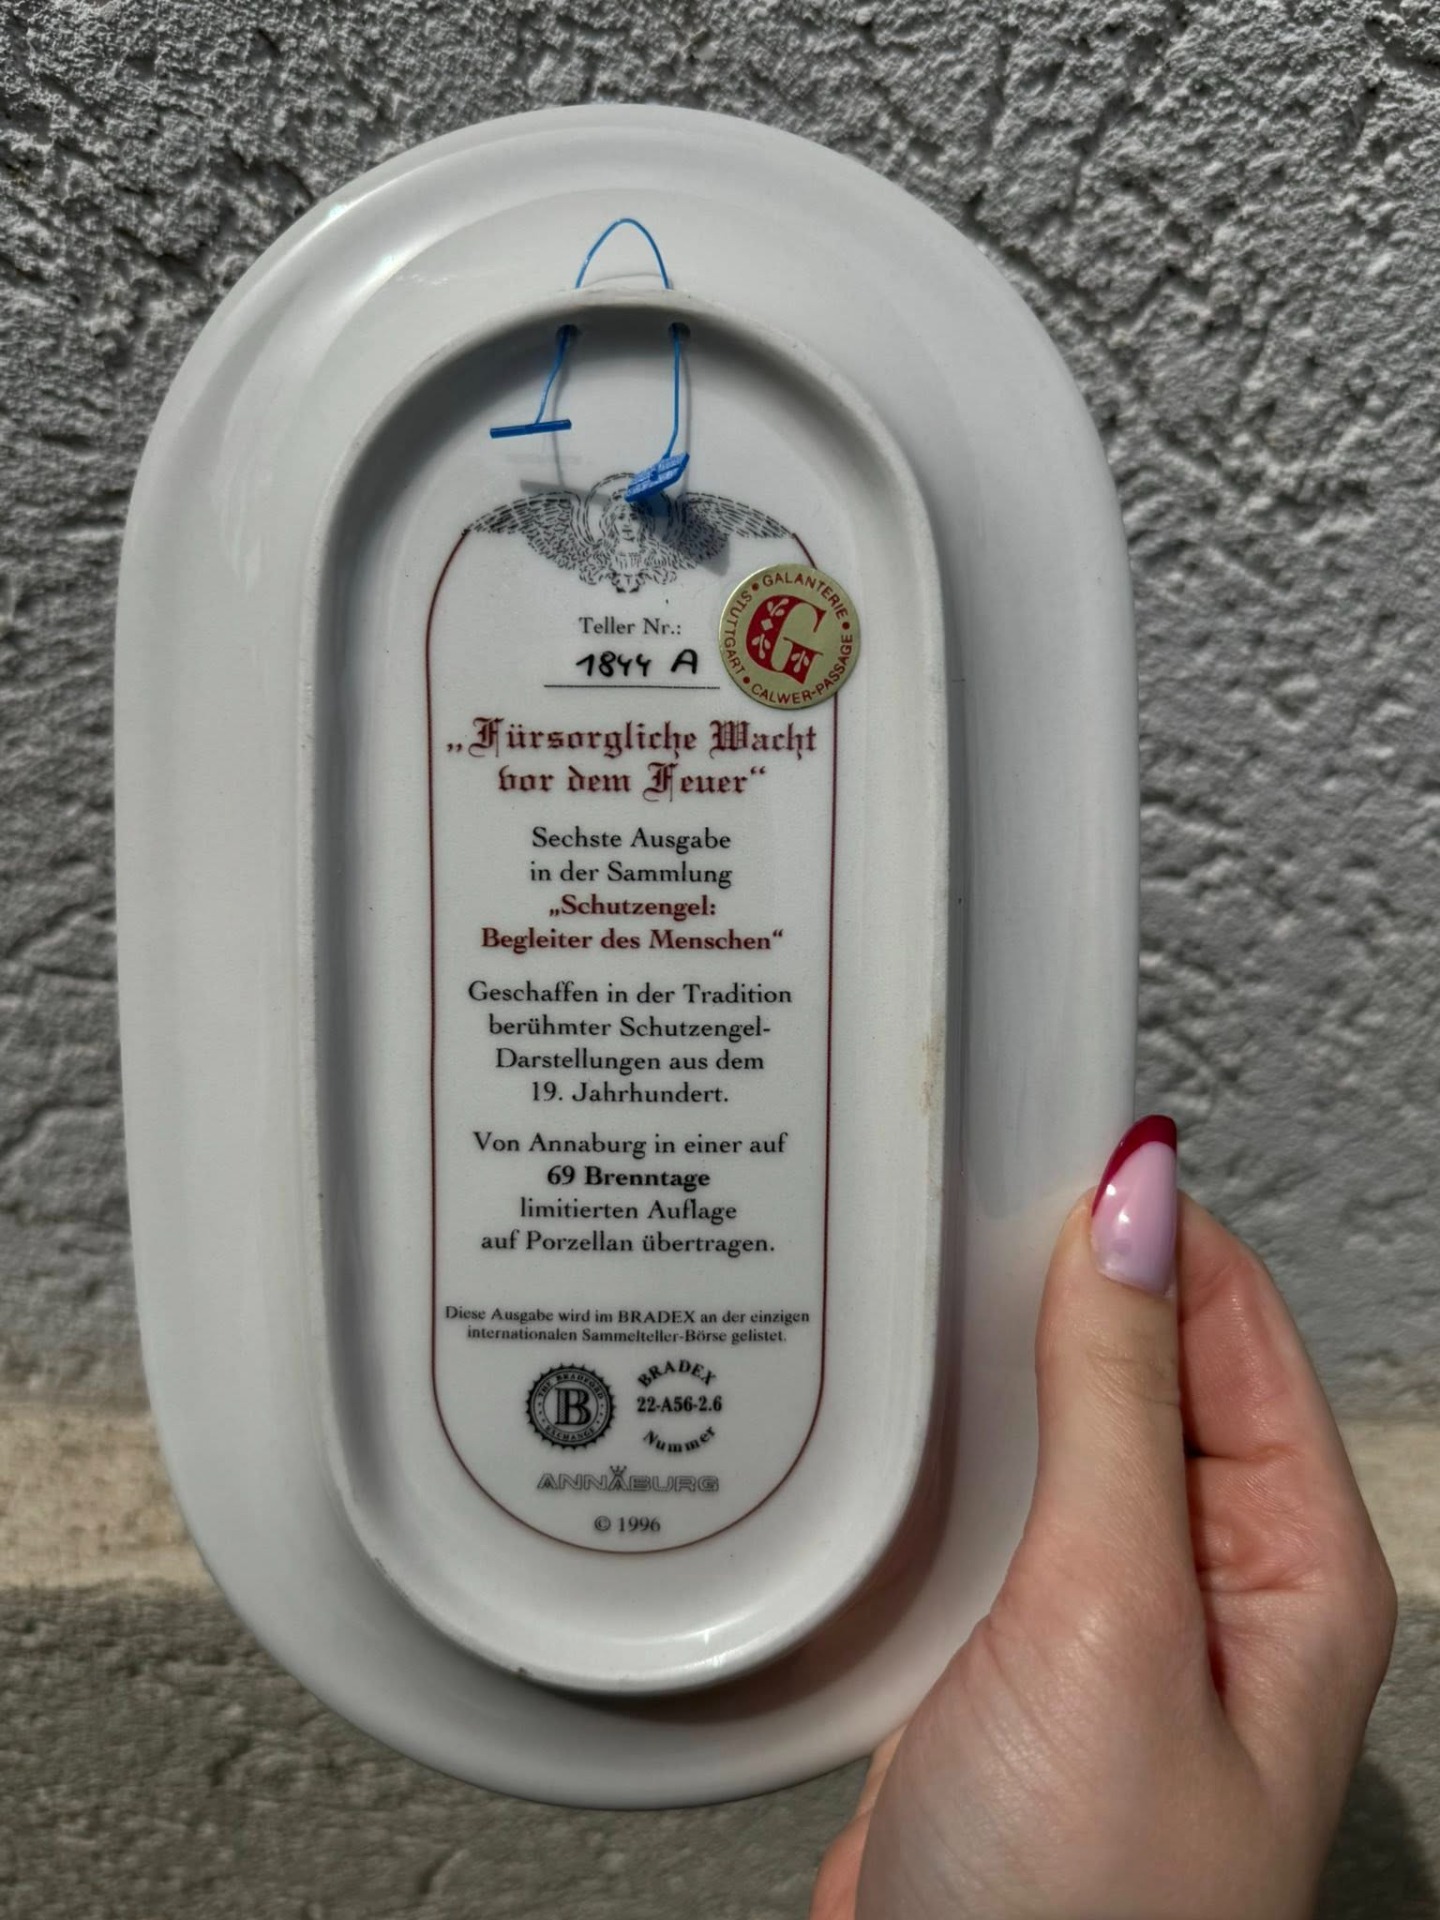 Teller Nr.:
1844 A
GALANTERIE • CALWER-PASSAGE • STUTTGART •
G
„Fürsorgliche Wacht
vor dem Feuer“
Sechste Ausgabe
in der Sammlung
„Schutzengel:
Begleiter des Menschen“
Geschaffen in der Tradition
berühmter Schutzengel-
Darstellungen aus dem
19. Jahrhundert.
Von Annaburg in einer auf
69 Brenntage
limitierten Auflage
auf Porzellan übertragen.
Diese Ausgabe wird im BRADEX an der einzigen
internationalen Sammelteller-Börse gelistet.
THE BRADFORD EXCHANGE
B
BRADEX
22-A56-2.6
Nummer
ANNABURG
© 1996